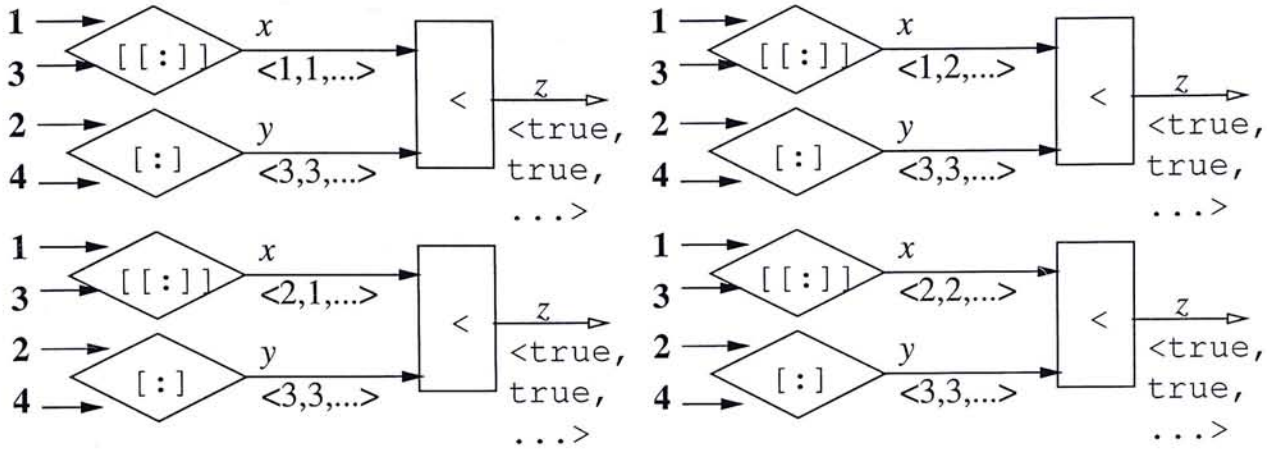 1
x
[[:]]
3
<1,1,...>
<
z
2
y
<true,
[:]
true,
4
<3,3,...>
...>
1
x
[[:]]
3
<1,2,...>
<
z
2
y
<true,
[:]
true,
4
<3,3,...>
...>
1
x
[[:]]
3
<2,1,...>
<
z
2
y
<true,
[:]
true,
4
<3,3,...>
...>
1
x
[[:]]
3
<2,2,...>
<
z
2
y
<true,
[:]
true,
4
<3,3,...>
...>